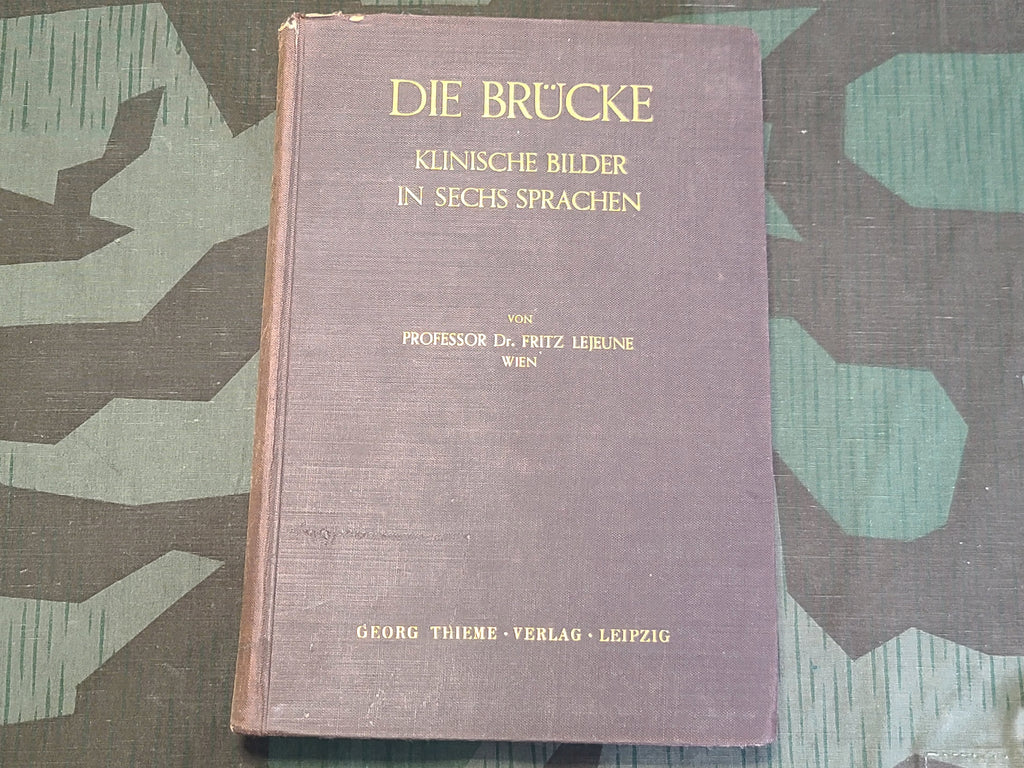 DIE BRÜCKE
KLINISCHE BILDER
IN SECHS SPRACHEN
VON
PROFESSOR Dr. FRITZ LEJEUNE
WIEN
GEORG THIEME · VERLAG · LEIPZIG